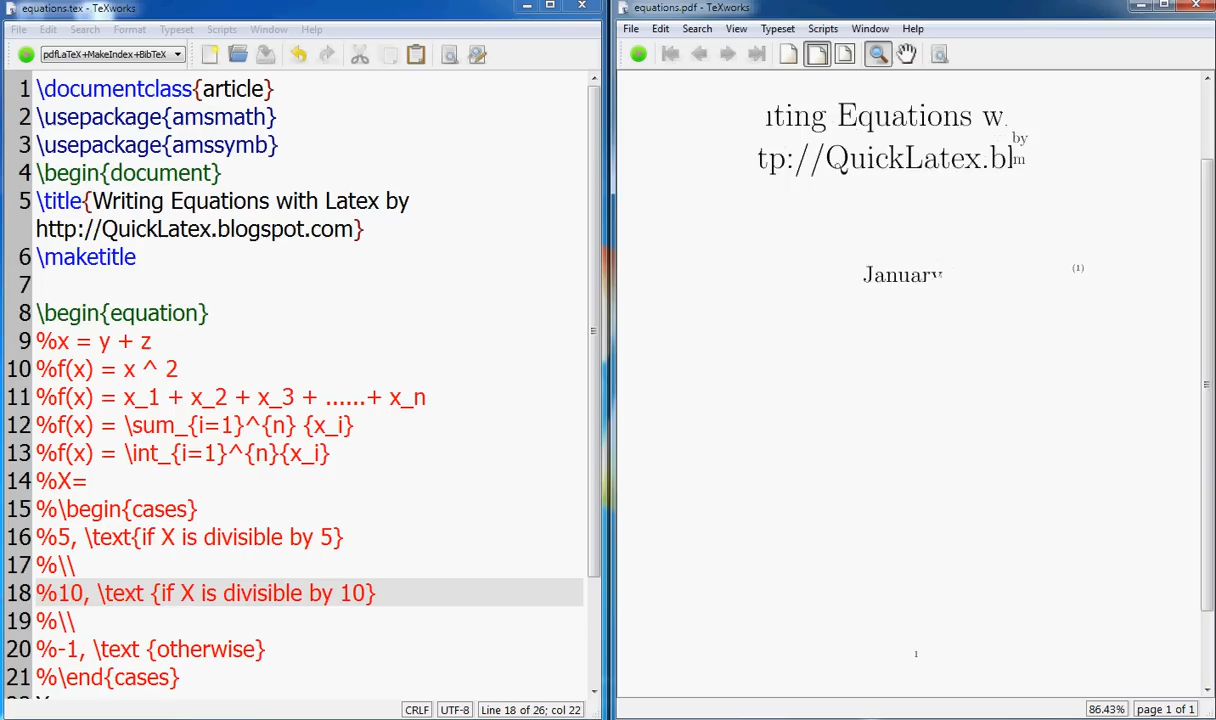 equations.tex - TeXworks
File Edit Search Format Typeset Scripts Window Help
pdfLaTeX+MakeIndex+BibTeX
1 \documentclass{article}
2 \usepackage{amsmath}
3 \usepackage{amssymb}
4 \begin{document}
5 \title{Writing Equations with Latex by
http://QuickLatex.blogspot.com}
6 \maketitle
7
8 \begin{equation}
9 %x = y + z
10 %f(x) = x ^ 2
11 %f(x) = x_1 + x_2 + x_3 + ......+ x_n
12 %f(x) = \sum_{i=1}^{n} {x_i}
13 %f(x) = \int_{i=1}^{n}{x_i}
14 %X=
15 %\begin{cases}
16 %5, \text{if X is divisible by 5}
17 %\\
18 %10, \text {if X is divisible by 10}
19 %\\
20 %-1, \text {otherwise}
21 %\end{cases}
CRLF UTF-8 Line 18 of 26; col 22
equations.pdf - TeXworks
File Edit Search View Typeset Scripts Window Help
iting Equations w
by
tp://QuickLatex.bl
m
January
(1)
1
86.43% page 1 of 1